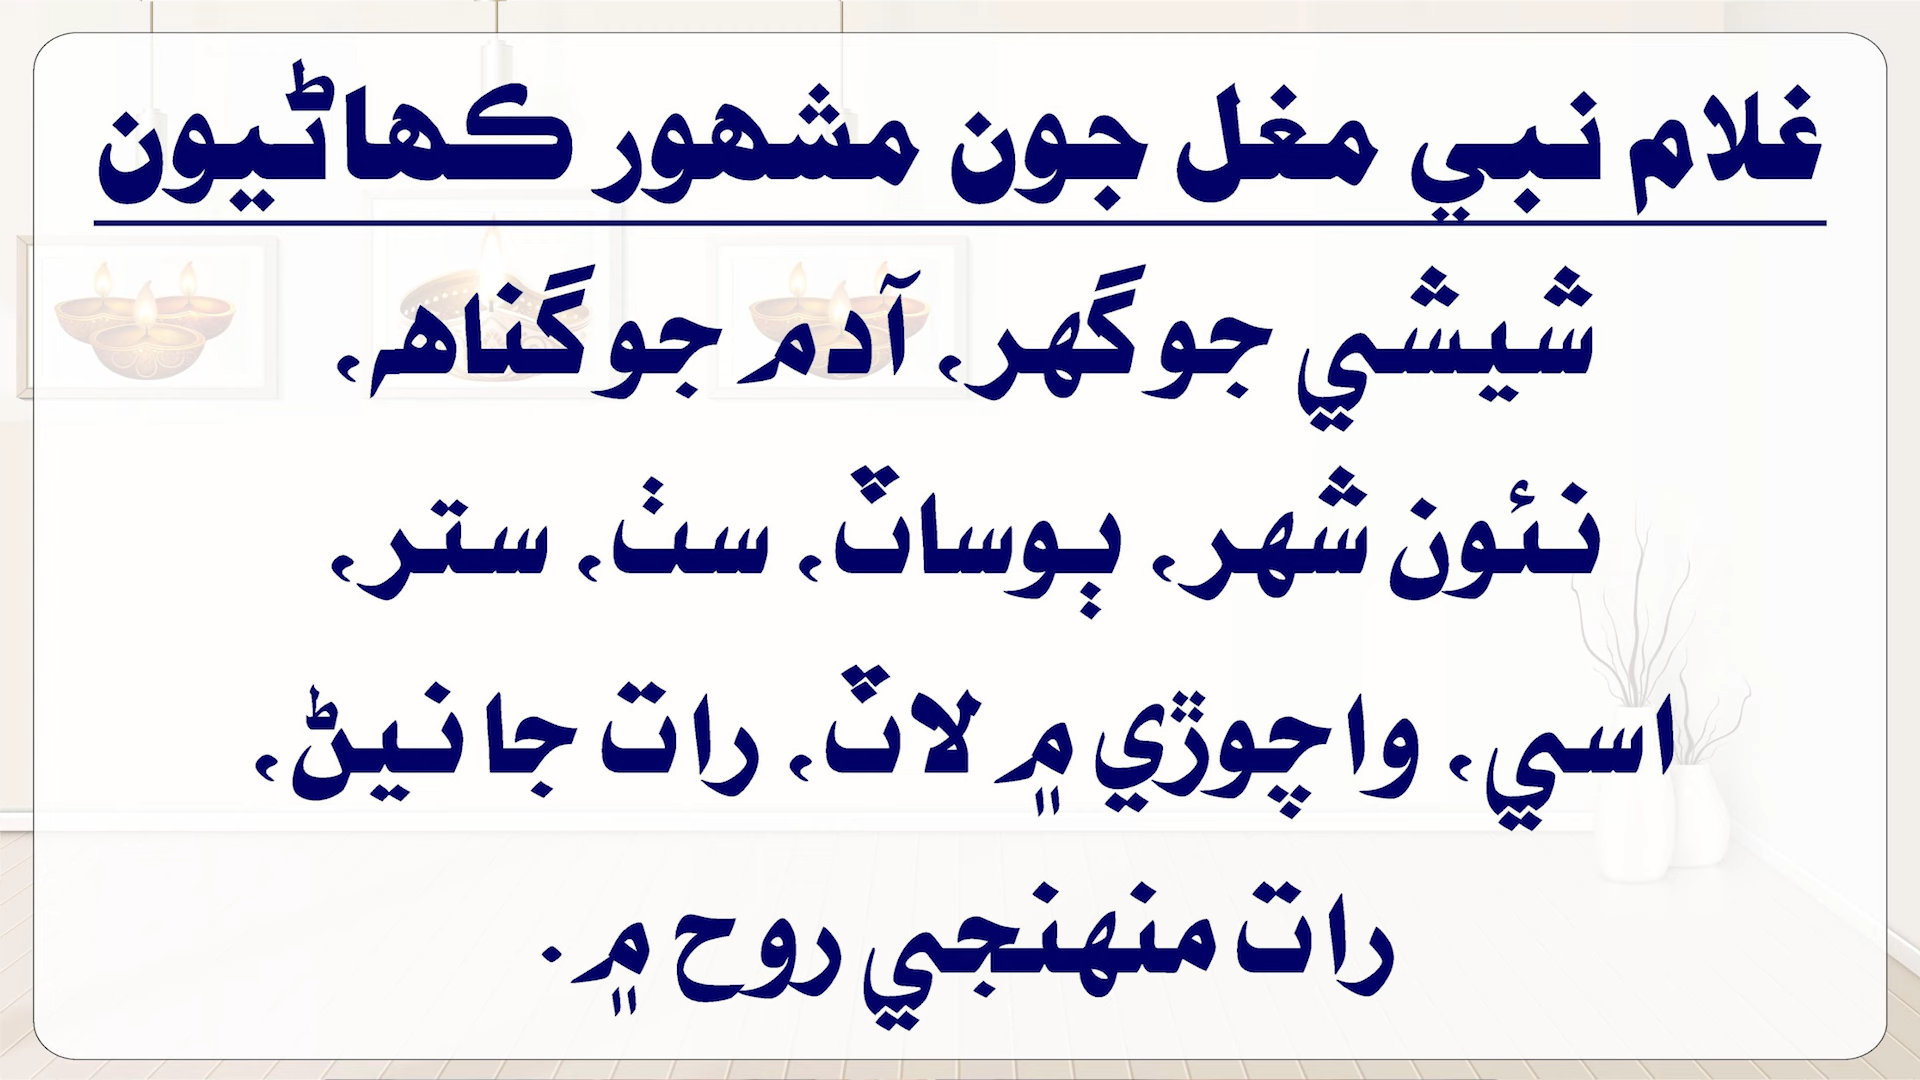 غلام نبي مغل جون مشهور ڪهاڻيون
شيشي جو گهر، آدم جو گناهه،
نئون شهر، ٻوساٽ، سٺ، ستر،
اسي، واچوڙي ۾ لاٽ، رات جا نيڻ،
رات منهنجي روح ۾.